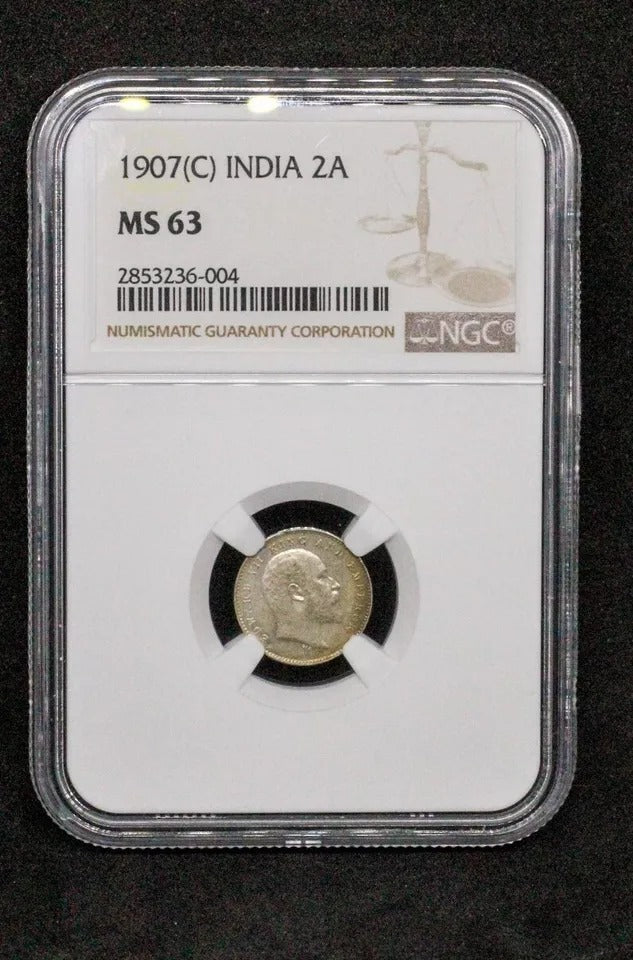 1907(C) INDIA 2A
MS 63
2853236-004
NUMISMATIC GUARANTY CORPORATION
NGC®